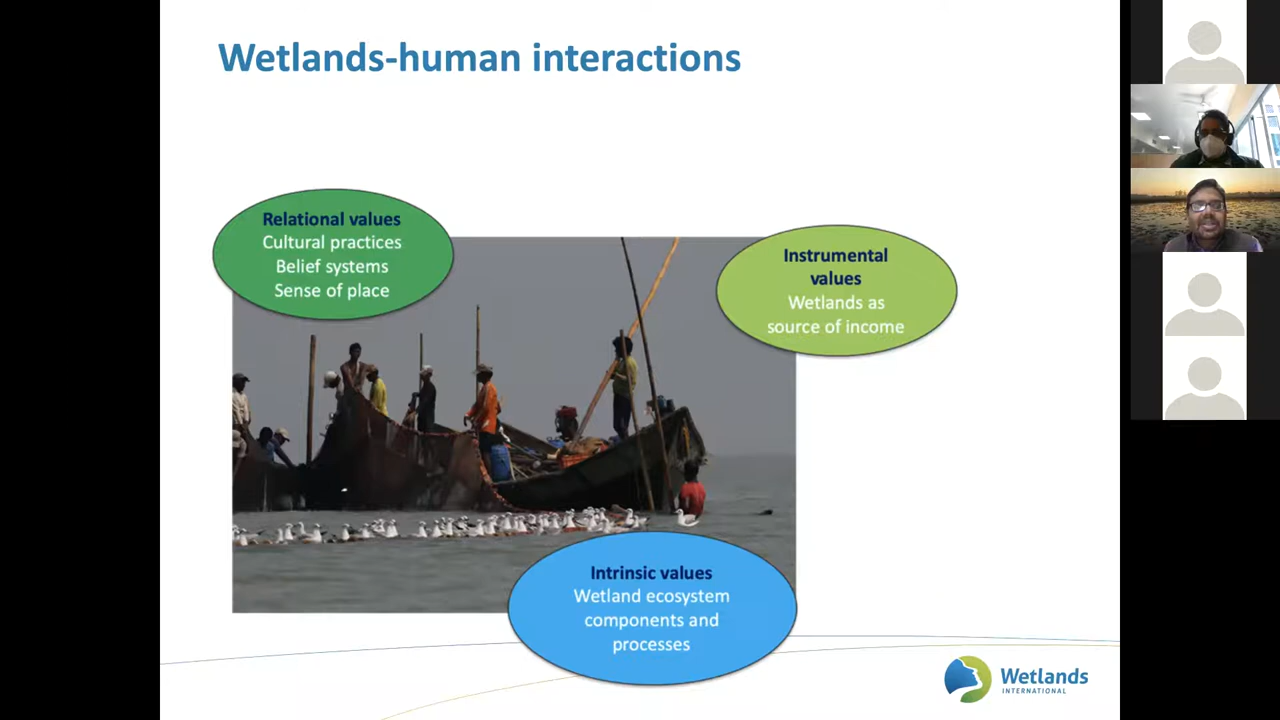 Wetlands-human interactions
Relational values
Cultural practices
Belief systems
Sense of place
Instrumental
values
Wetlands as
source of income
Intrinsic values
Wetland ecosystem
components and
processes
Wetlands
INTERNATIONAL